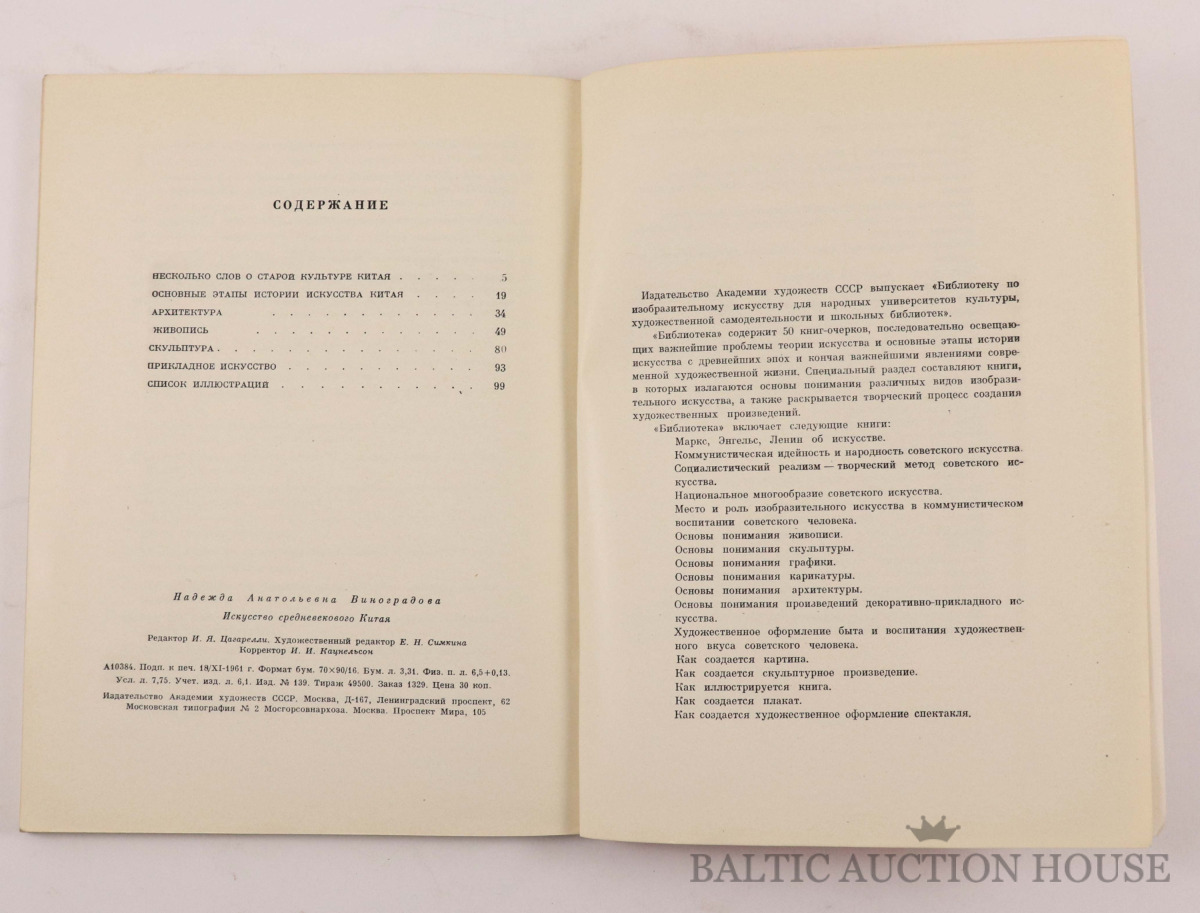 СОДЕРЖАНИЕ
НЕСКОЛЬКО СЛОВ О СТАРОЙ КУЛЬТУРЕ КИТАЯ . . . . . 5
ОСНОВНЫЕ ЭТАПЫ ИСТОРИИ ИСКУССТВА КИТАЯ . . . . 19
АРХИТЕКТУРА . . . . . . . . . . . 34
ЖИВОПИСЬ . . . . . . . . . . . . 49
СКУЛЬПТУРА . . . . . . . . . . . . . 80
ПРИКЛАДНОЕ ИСКУССТВО . . . . . . . . . . 93
СПИСОК ИЛЛЮСТРАЦИЙ . . . . . . . . . . 99
Надежда Анатольевна Виноградова
Искусство средневекового Китая
Редактор И. Я. Цагарелли. Художественный редактор Е. Н. Симкина
Корректор И. И. Кацнельсон
А10384. Подп. к печ. 18/XI-1961 г. Формат бум. 70×90/16. Бум. л. 3,31. Физ. п. л. 6,5+0,13.
Усл. л. 7,75. Учет. изд. л. 6,1. Изд. № 139. Тираж 49500. Заказ 1329. Цена 30 коп.
Издательство Академии художеств СССР. Москва, Д-167, Ленинградский проспект, 62
Московская типография № 2 Мосгорсовнархоза. Москва. Проспект Мира, 105
Издательство Академии художеств СССР выпускает «Библиотеку по
изобразительному искусству для народных университетов культуры,
художественной самодеятельности и школьных библиотек».
«Библиотека» содержит 50 книг-очерков, последовательно освещаю-
щих важнейшие проблемы теории искусства и основные этапы истории
искусства с древнейших эпох и кончая важнейшими явлениями совре-
менной художественной жизни. Специальный раздел составляют книги,
в которых излагаются основы понимания различных видов изобрази-
тельного искусства, а также раскрывается творческий процесс создания
художественных произведений.
«Библиотека» включает следующие книги:
Маркс, Энгельс, Ленин об искусстве.
Коммунистическая идейность и народность советского искусства.
Социалистический реализм — творческий метод советского ис-
кусства.
Национальное многообразие советского искусства.
Место и роль изобразительного искусства в коммунистическом
воспитании советского человека.
Основы понимания живописи.
Основы понимания скульптуры.
Основы понимания графики.
Основы понимания карикатуры.
Основы понимания архитектуры.
Основы понимания произведений декоративно-прикладного ис-
кусства.
Художественное оформление быта и воспитания художествен-
ного вкуса советского человека.
Как создается картина.
Как создается скульптурное произведение.
Как иллюстрируется книга.
Как создается плакат.
Как создается художественное оформление спектакля.
BALTIC AUCTION HOUSE